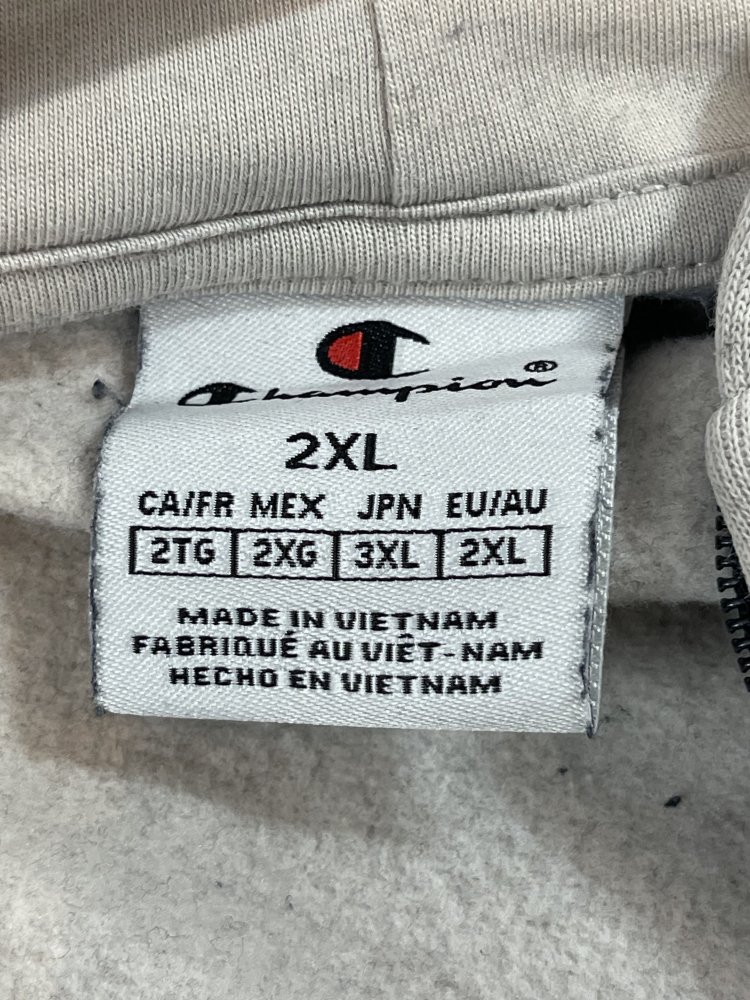 Champion®
2XL
CA/FR MEX JPN EU/AU
2TG 2XG 3XL 2XL
MADE IN VIETNAM
FABRIQUÉ AU VIÊT-NAM
HECHO EN VIETNAM